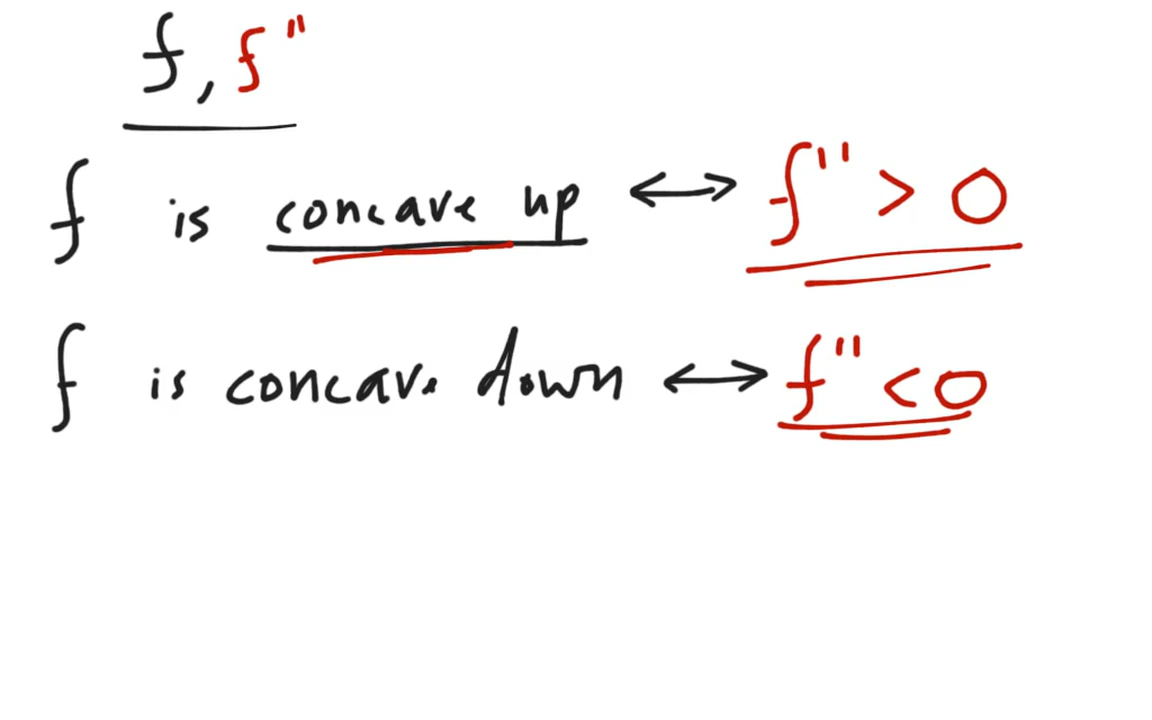 f, f"
f is concave up ↔ f" > 0
f is concave down ↔ f" < 0